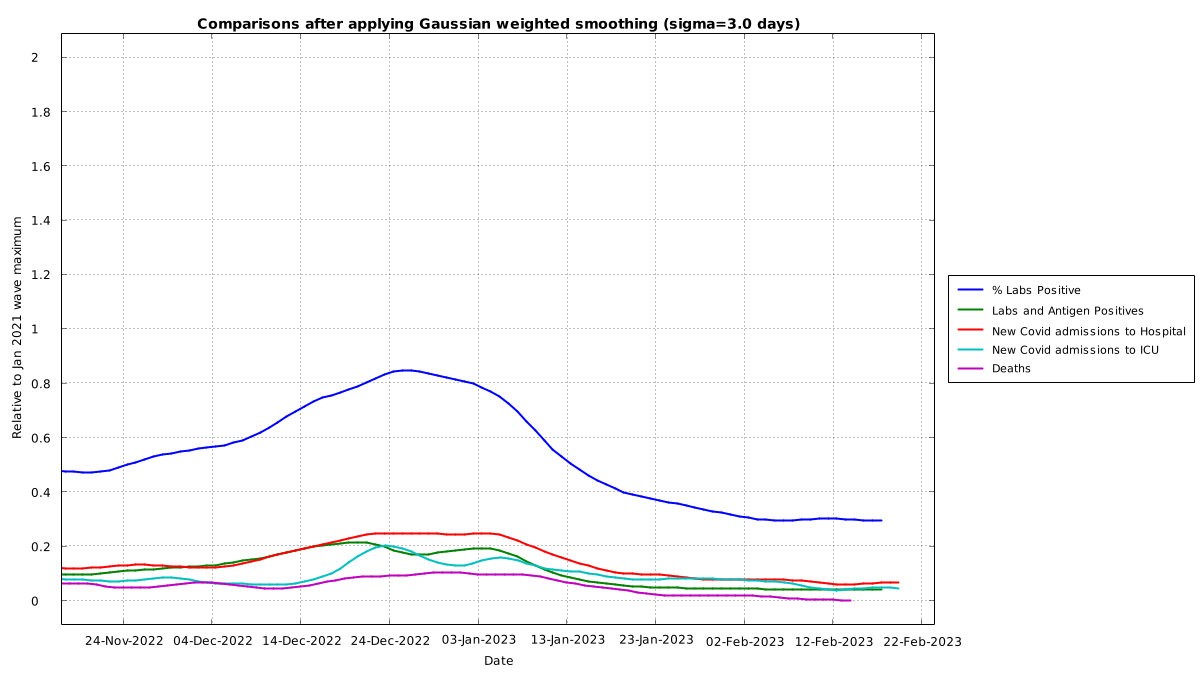 Comparisons after applying Gaussian weighted smoothing (sigma=3.0 days)
2
1.8
1.6
1.4
1.2
1
0.8
0.6
0.4
0.2
0
Relative to Jan 2021 wave maximum
24-Nov-2022 04-Dec-2022 14-Dec-2022 24-Dec-2022 03-Jan-2023 13-Jan-2023 23-Jan-2023 02-Feb-2023 12-Feb-2023 22-Feb-2023
Date
% Labs Positive
Labs and Antigen Positives
New Covid admissions to Hospital
New Covid admissions to ICU
Deaths